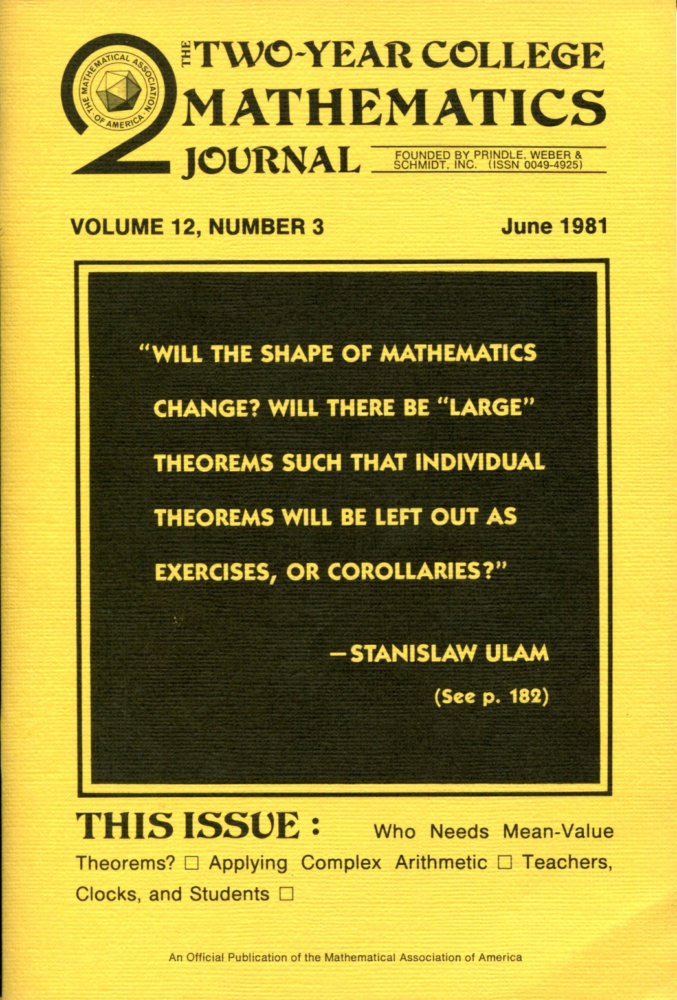 THE TWO-YEAR COLLEGE
MATHEMATICS
JOURNAL
THE MATHEMATICAL ASSOCIATION
· OF AMERICA ·
FOUNDED BY PRINDLE, WEBER &
SCHMIDT, INC. (ISSN 0049-4925)
VOLUME 12, NUMBER 3 June 1981
“WILL THE SHAPE OF MATHEMATICS
CHANGE? WILL THERE BE “LARGE”
THEOREMS SUCH THAT INDIVIDUAL
THEOREMS WILL BE LEFT OUT AS
EXERCISES, OR COROLLARIES?”
—STANISLAW ULAM
(See p. 182)
THIS ISSUE: Who Needs Mean-Value
Theorems? □ Applying Complex Arithmetic □ Teachers,
Clocks, and Students □
An Official Publication of the Mathematical Association of America